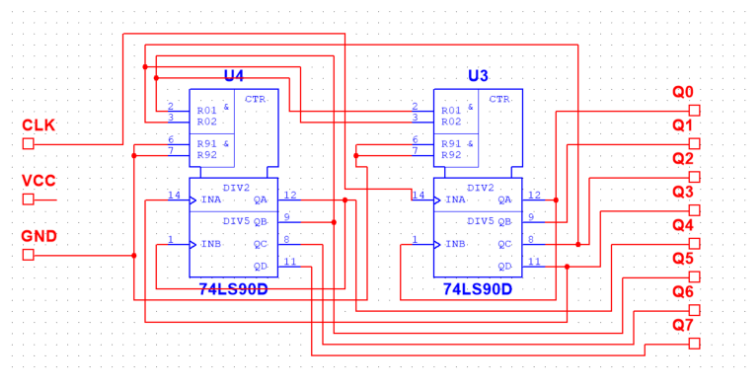 U4
U3
CTR
CTR
Q0
2
R01 &
2
R01 &
3
R02
3
R02
Q1
CLK
6
R91 &
6
R91 &
7
R92
7
R92
Q2
VCC
DIV2
DIV2
Q3
14
INA
QA
12
14
INA
QA
12
Q4
DIV5
QB
9
DIV5
QB
9
GND
1
INB
QC
8
1
INB
QC
8
Q5
QD
11
QD
11
Q6
74LS90D
74LS90D
Q7